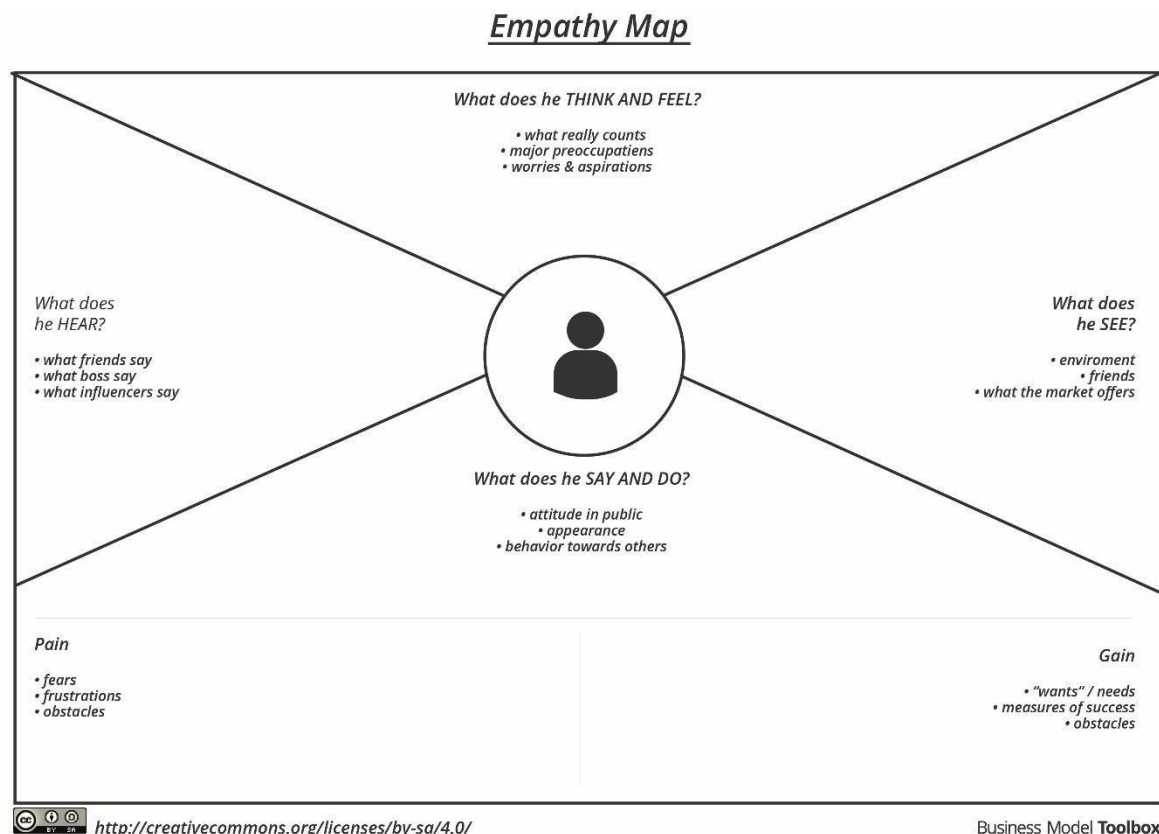 Empathy Map
What does he THINK AND FEEL?
• what really counts
• major preoccupatiens
• worries & aspirations
What does
he HEAR?
• what friends say
• what boss say
• what influencers say
What does
he SEE?
• enviroment
• friends
• what the market offers
What does he SAY AND DO?
• attitude in public
• appearance
• behavior towards others
Pain
• fears
• frustrations
• obstacles
Gain
• “wants” / needs
• measures of success
• obstacles
cc BY SA http://creativecommons.org/licenses/by-sa/4.0/
Business Model Toolbox